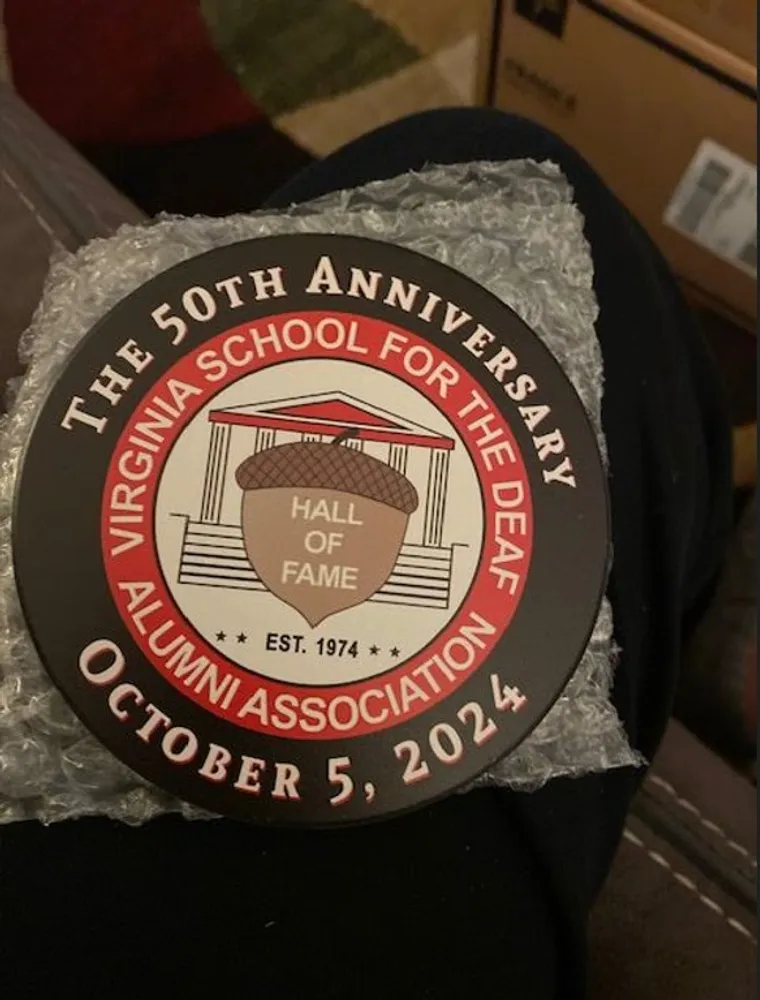 The 50th Anniversary
VIRGINIA SCHOOL FOR THE DEAF
HALL
OF
FAME
★ ★ EST. 1974 ★ ★
ALUMNI ASSOCIATION
October 5, 2024